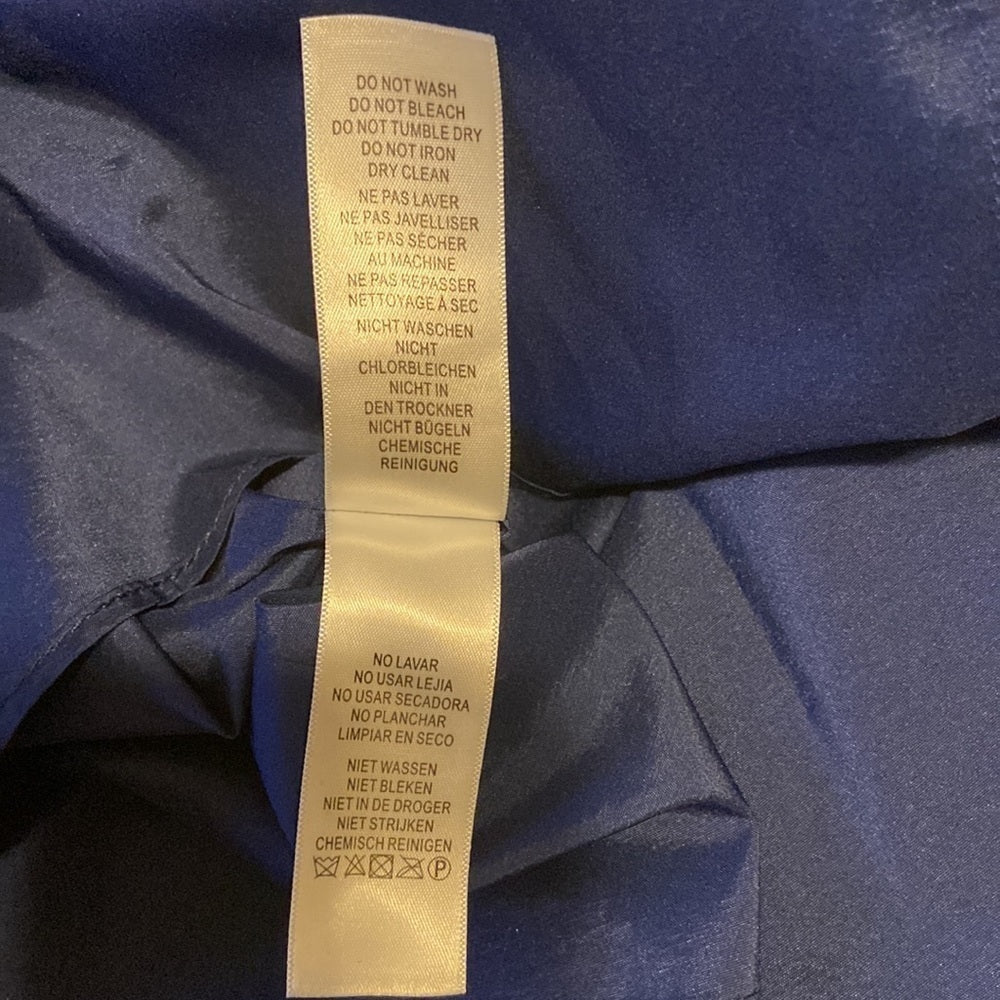 DO NOT WASH
DO NOT BLEACH
DO NOT TUMBLE DRY
DO NOT IRON
DRY CLEAN
NE PAS LAVER
NE PAS JAVELLISER
NE PAS SÉCHER
AU MACHINE
NE PAS REPASSER
NETTOYAGE À SEC
NICHT WASCHEN
NICHT
CHLORBLEICHEN
NICHT IN
DEN TROCKNER
NICHT BÜGELN
CHEMISCHE
REINIGUNG
NO LAVAR
NO USAR LEJIA
NO USAR SECADORA
NO PLANCHAR
LIMPIAR EN SECO
NIET WASSEN
NIET BLEKEN
NIET IN DE DROGER
NIET STRIJKEN
CHEMISCH REINIGEN
P